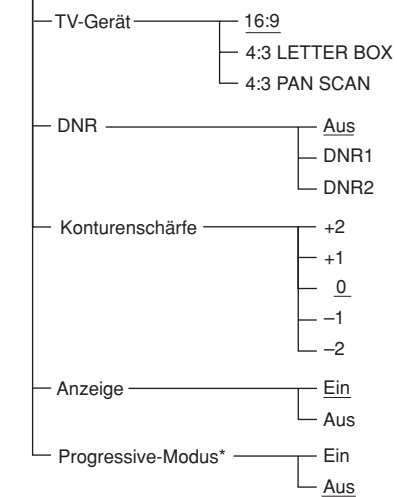 TV-Gerät 16:9
4:3 LETTER BOX
4:3 PAN SCAN
DNR Aus
DNR1
DNR2
Konturenschärfe +2
+1
0
–1
–2
Anzeige Ein
Aus
Progressive-Modus* Ein
Aus